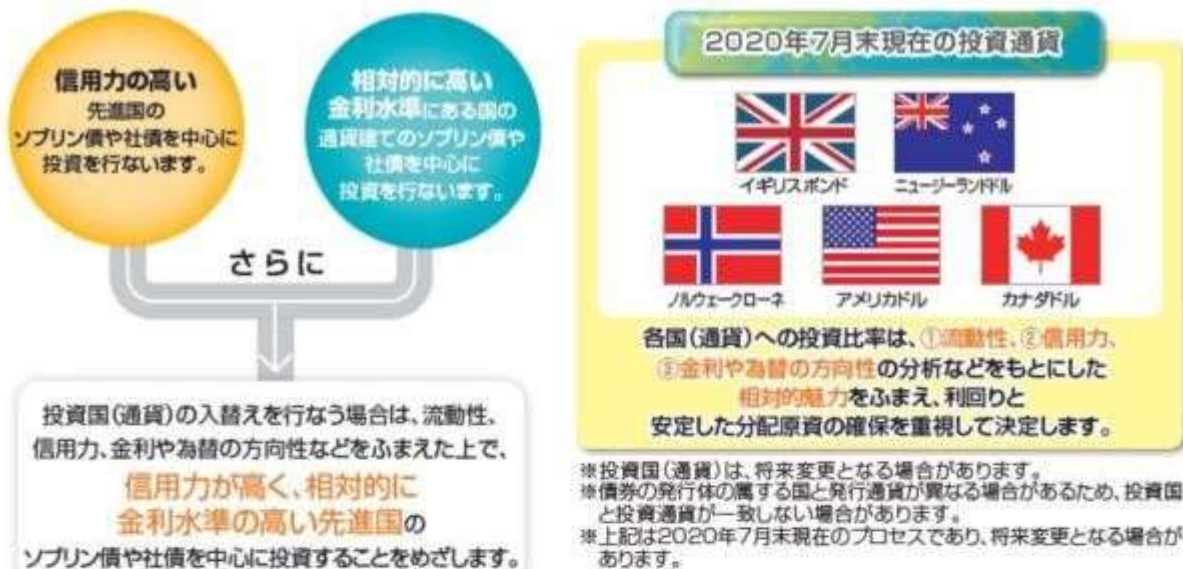 信用力の高い
先進国の
ソブリン債や社債を中心に
投資を行ないます。
相対的に高い
金利水準にある国の
通貨建てのソブリン債や
社債を中心に
投資を行ないます。
さらに
投資国(通貨)の入替えを行なう場合は、流動性、
信用力、金利や為替の方向性などをふまえた上で、
信用力が高く、相対的に
金利水準の高い先進国の
ソブリン債や社債を中心に投資することをめざします。
2020年7月末現在の投資通貨
イギリスポンド
ニュージーランドドル
ノルウェークローネ
アメリカドル
カナダドル
各国(通貨)への投資比率は、①流動性、②信用力、
③金利や為替の方向性の分析などをもとにした
相対的魅力をふまえ、利回りと
安定した分配原資の確保を重視して決定します。
※投資国(通貨)は、将来変更となる場合があります。
※債券の発行体の属する国と発行通貨が異なる場合があるため、投資国
と投資通貨が一致しない場合があります。
※上記は2020年7月末現在のプロセスであり、将来変更となる場合が
あります。